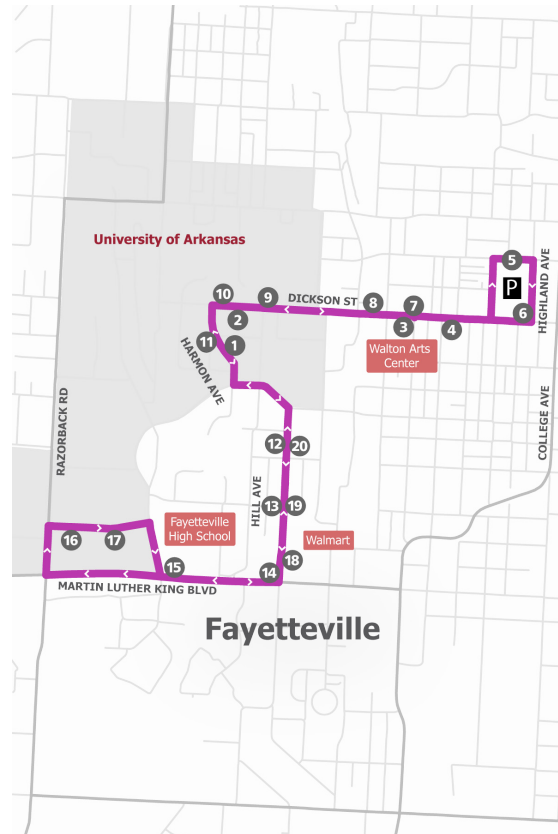 University of Arkansas
5
P
6
HIGHLAND AVE
10
9
DICKSON ST
8
7
2
3
4
11
1
HARMON AVE
Walton Arts
Center
COLLEGE AVE
RAZORBACK RD
12
20
HILL AVE
13
19
Fayetteville
High School
16
17
Walmart
18
15
14
MARTIN LUTHER KING BLVD
Fayetteville